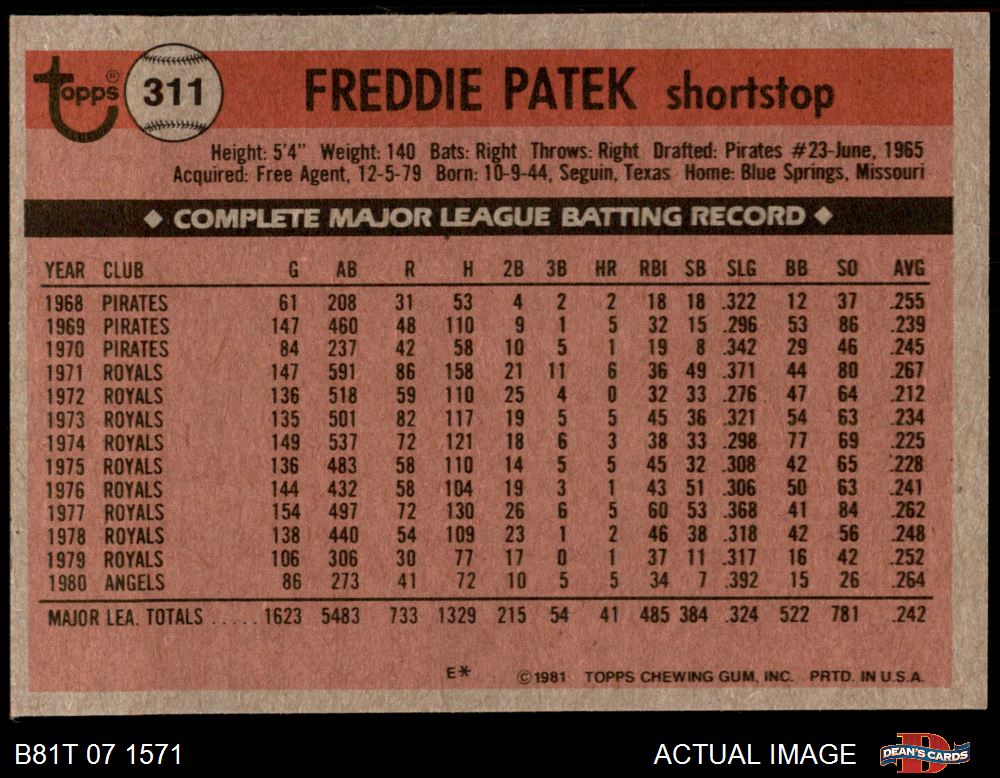 topps® 311 FREDDIE PATEK shortstop
Height: 5'4" Weight: 140 Bats: Right Throws: Right Drafted: Pirates #23-June, 1965
Acquired: Free Agent, 12-5-79 Born: 10-9-44, Seguin, Texas Home: Blue Springs, Missouri
◆ COMPLETE MAJOR LEAGUE BATTING RECORD ◆
YEAR CLUB G AB R H 2B 3B HR RBI SB SLG BB SO AVG
1968 PIRATES 61 208 31 53 4 2 2 18 18 .322 12 37 .255
1969 PIRATES 147 460 48 110 9 1 5 32 15 .296 53 86 .239
1970 PIRATES 84 237 42 58 10 5 1 19 8 .342 29 46 .245
1971 ROYALS 147 591 86 158 21 11 6 36 49 .371 44 80 .267
1972 ROYALS 136 518 59 110 25 4 0 32 33 .276 47 64 .212
1973 ROYALS 135 501 82 117 19 5 5 45 36 .321 54 63 .234
1974 ROYALS 149 537 72 121 18 6 3 38 33 .298 77 69 .225
1975 ROYALS 136 483 58 110 14 5 5 45 32 .308 42 65 .228
1976 ROYALS 144 432 58 104 19 3 1 43 51 .306 50 63 .241
1977 ROYALS 154 497 72 130 26 6 5 60 53 .368 41 84 .262
1978 ROYALS 138 440 54 109 23 1 2 46 38 .318 42 56 .248
1979 ROYALS 106 306 30 77 17 0 1 37 11 .317 16 42 .252
1980 ANGELS 86 273 41 72 10 5 5 34 7 .392 15 26 .264
MAJOR LEA. TOTALS ..... 1623 5483 733 1329 215 54 41 485 384 .324 522 781 .242
E* ©1981 TOPPS CHEWING GUM, INC. PRTD. IN U.S.A.
B81T 07 1571 ACTUAL IMAGE DEAN'S CARDS